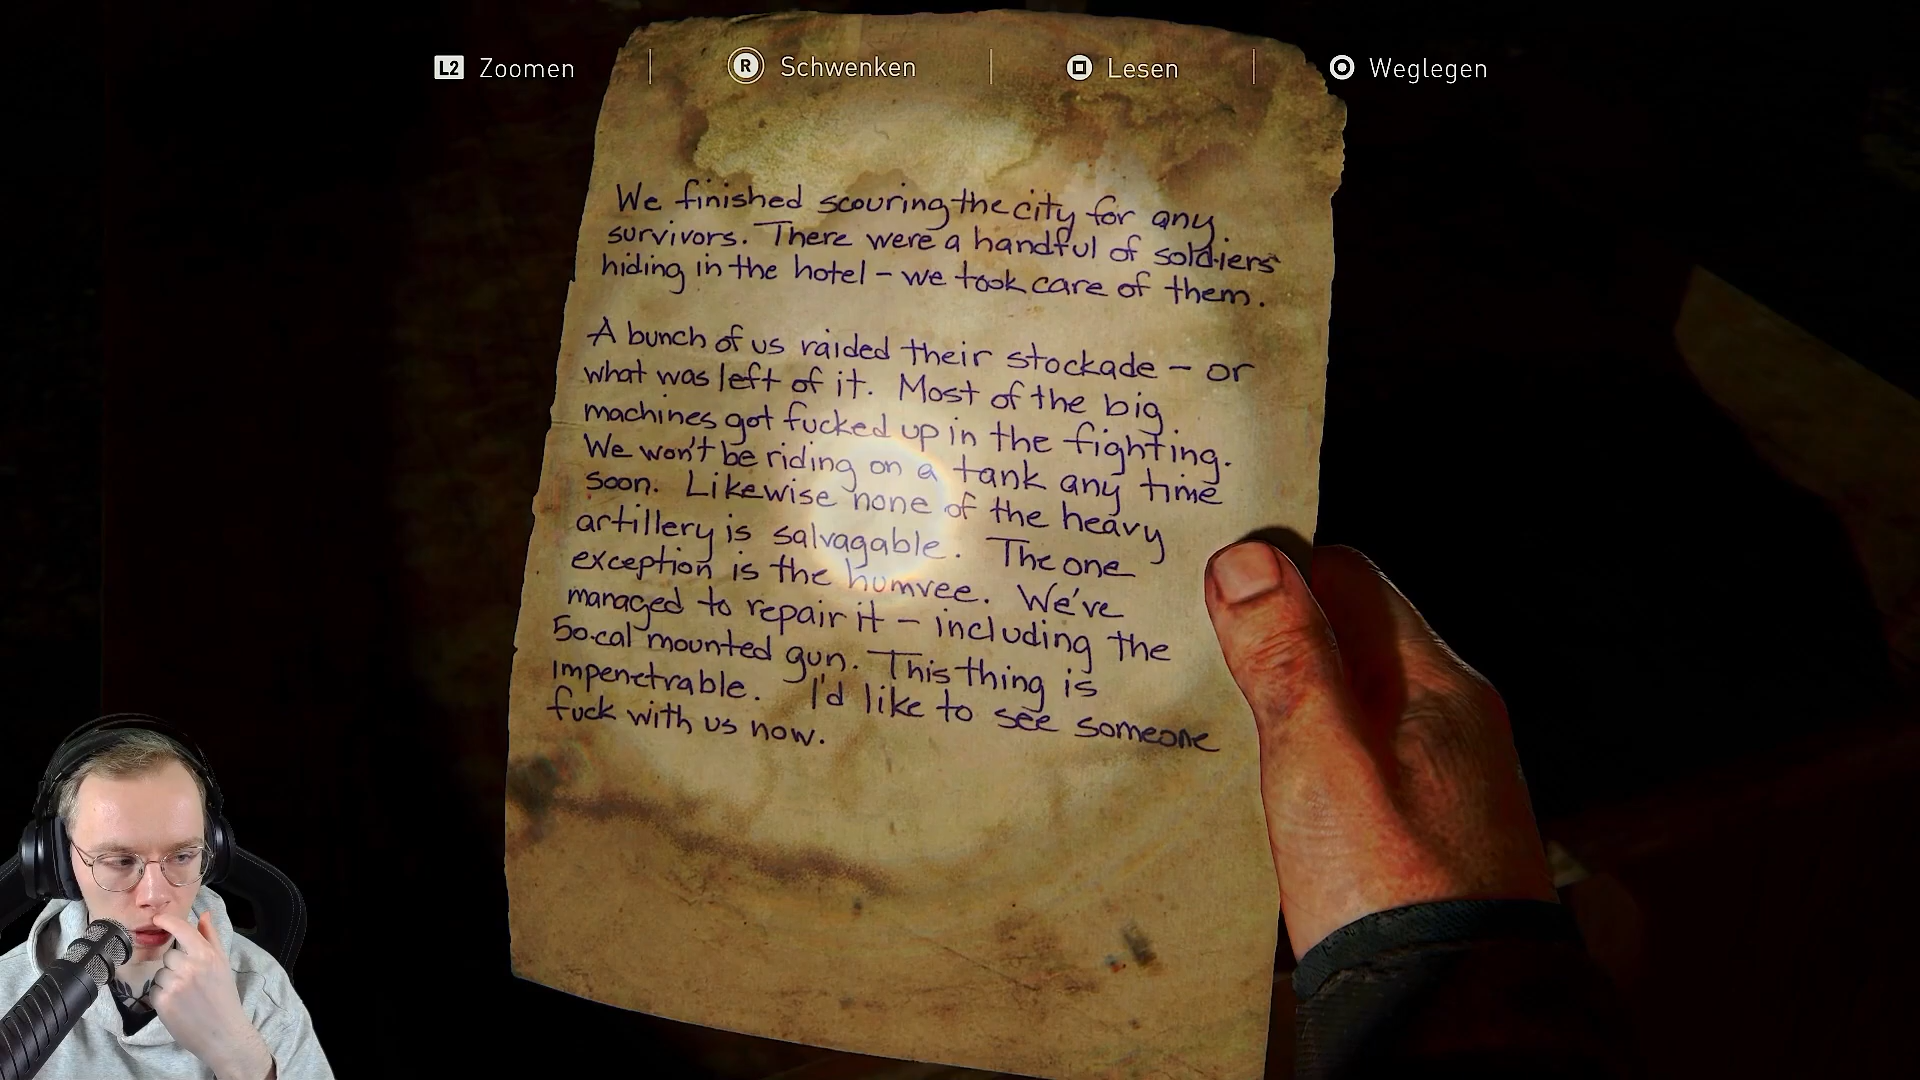 L2 Zoomen R Schwenken Lesen Weglegen
We finished scouring the city for any
survivors. There were a handful of soldiers
hiding in the hotel - we took care of them.
A bunch of us raided their stockade - or
what was left of it. Most of the big
machines got fucked up in the fighting.
We won't be riding on a tank any time
soon. Likewise none of the heavy
artillery is salvagable. The one
exception is the humvee. We've
managed to repair it - including the
50.cal mounted gun. This thing is
impenetrable. I'd like to see someone
fuck with us now.